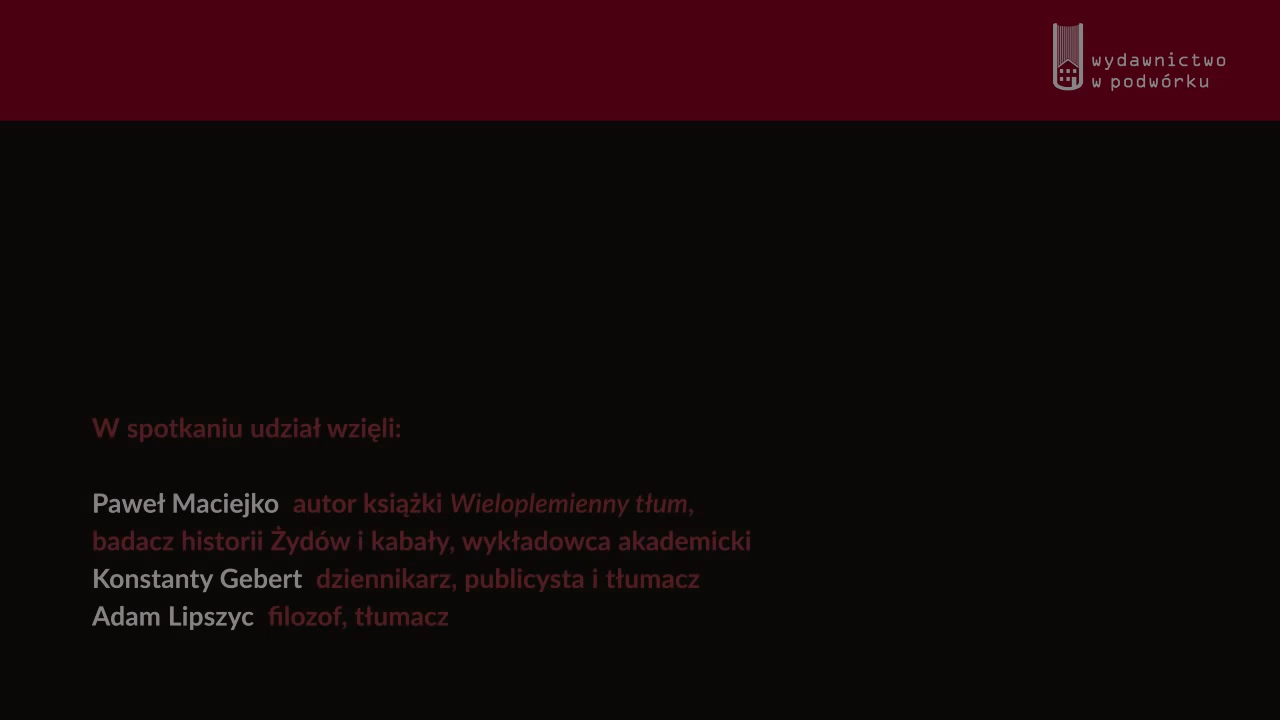 wydawnictwo
w podwórku
W spotkaniu udział wzięli:
Paweł Maciejko autor książki Wieloplemienny tłum,
badacz historii Żydów i kabały, wykładowca akademicki
Konstanty Gebert dziennikarz, publicysta i tłumacz
Adam Lipszyc filozof, tłumacz